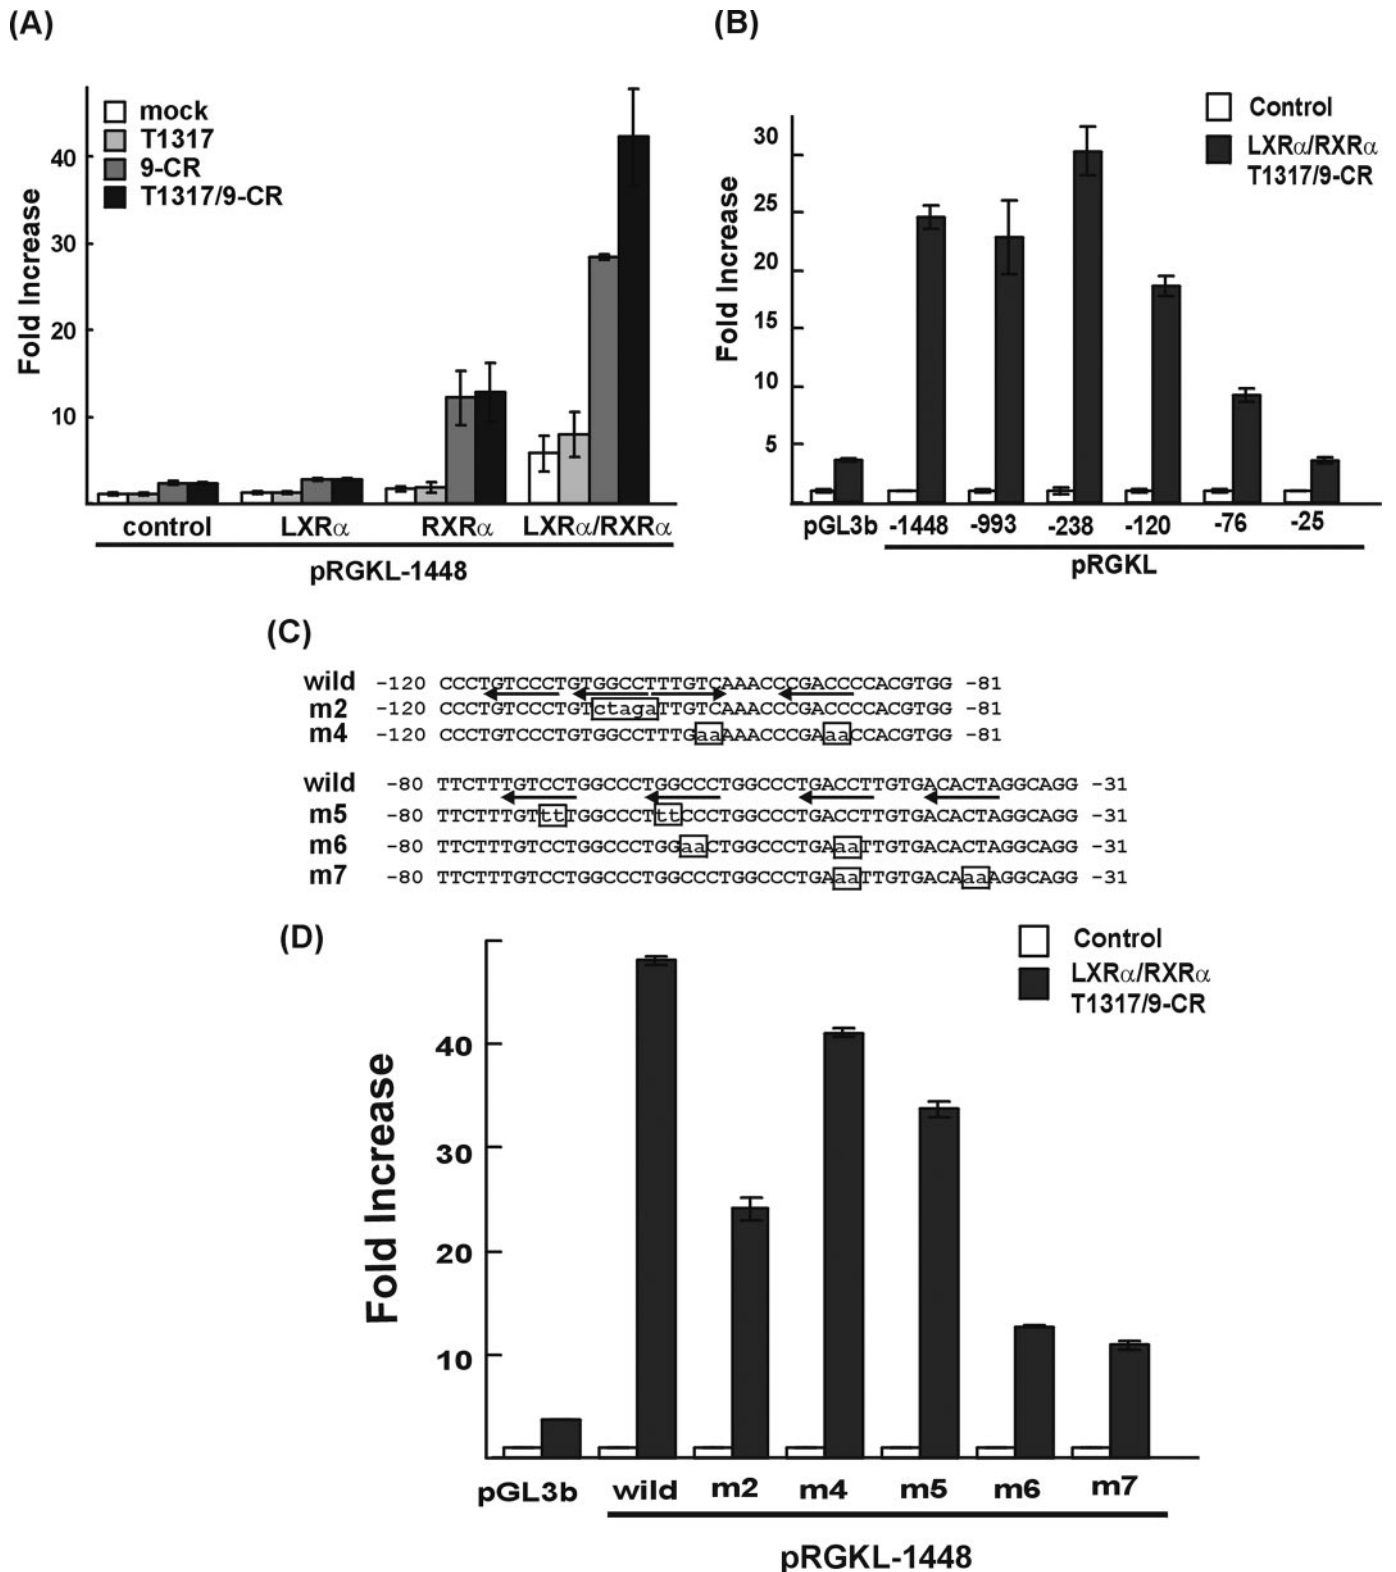 (A)
mock
T1317
9-CR
T1317/9-CR
Fold Increase
40
30
20
10
control LXRα RXRα LXRα/RXRα
pRGKL-1448
(B)
Control
LXRα/RXRα
T1317/9-CR
Fold Increase
30
25
20
15
10
5
pGL3b -1448 -993 -238 -120 -76 -25
pRGKL
(C)
wild -120 CCCTGTCCCTGTGGCCTTTGTCAAACCCGACCCCACGTGG -81
m2 -120 CCCTGTCCCTGTctagaTTGTCAAACCCGACCCCACGTGG -81
m4 -120 CCCTGTCCCTGTGGCCTTTGaaAAACCCGAaaCCACGTGG -81
wild -80 TTCTTTGTCCTGGCCCTGGCCCTGGCCCTGACCTTGTGACACTAGGCAGG -31
m5 -80 TTCTTTGTttTGGCCCTttCCCTGGCCCTGACCTTGTGACACTAGGCAGG -31
m6 -80 TTCTTTGTCCTGGCCCTGGaaCTGGCCCTGAaaTTGTGACACTAGGCAGG -31
m7 -80 TTCTTTGTCCTGGCCCTGGCCCTGGCCCTGAaaTTGTGACAaaAGGCAGG -31
(D)
Control
LXRα/RXRα
T1317/9-CR
Fold Increase
40
30
20
10
pGL3b wild m2 m4 m5 m6 m7
pRGKL-1448